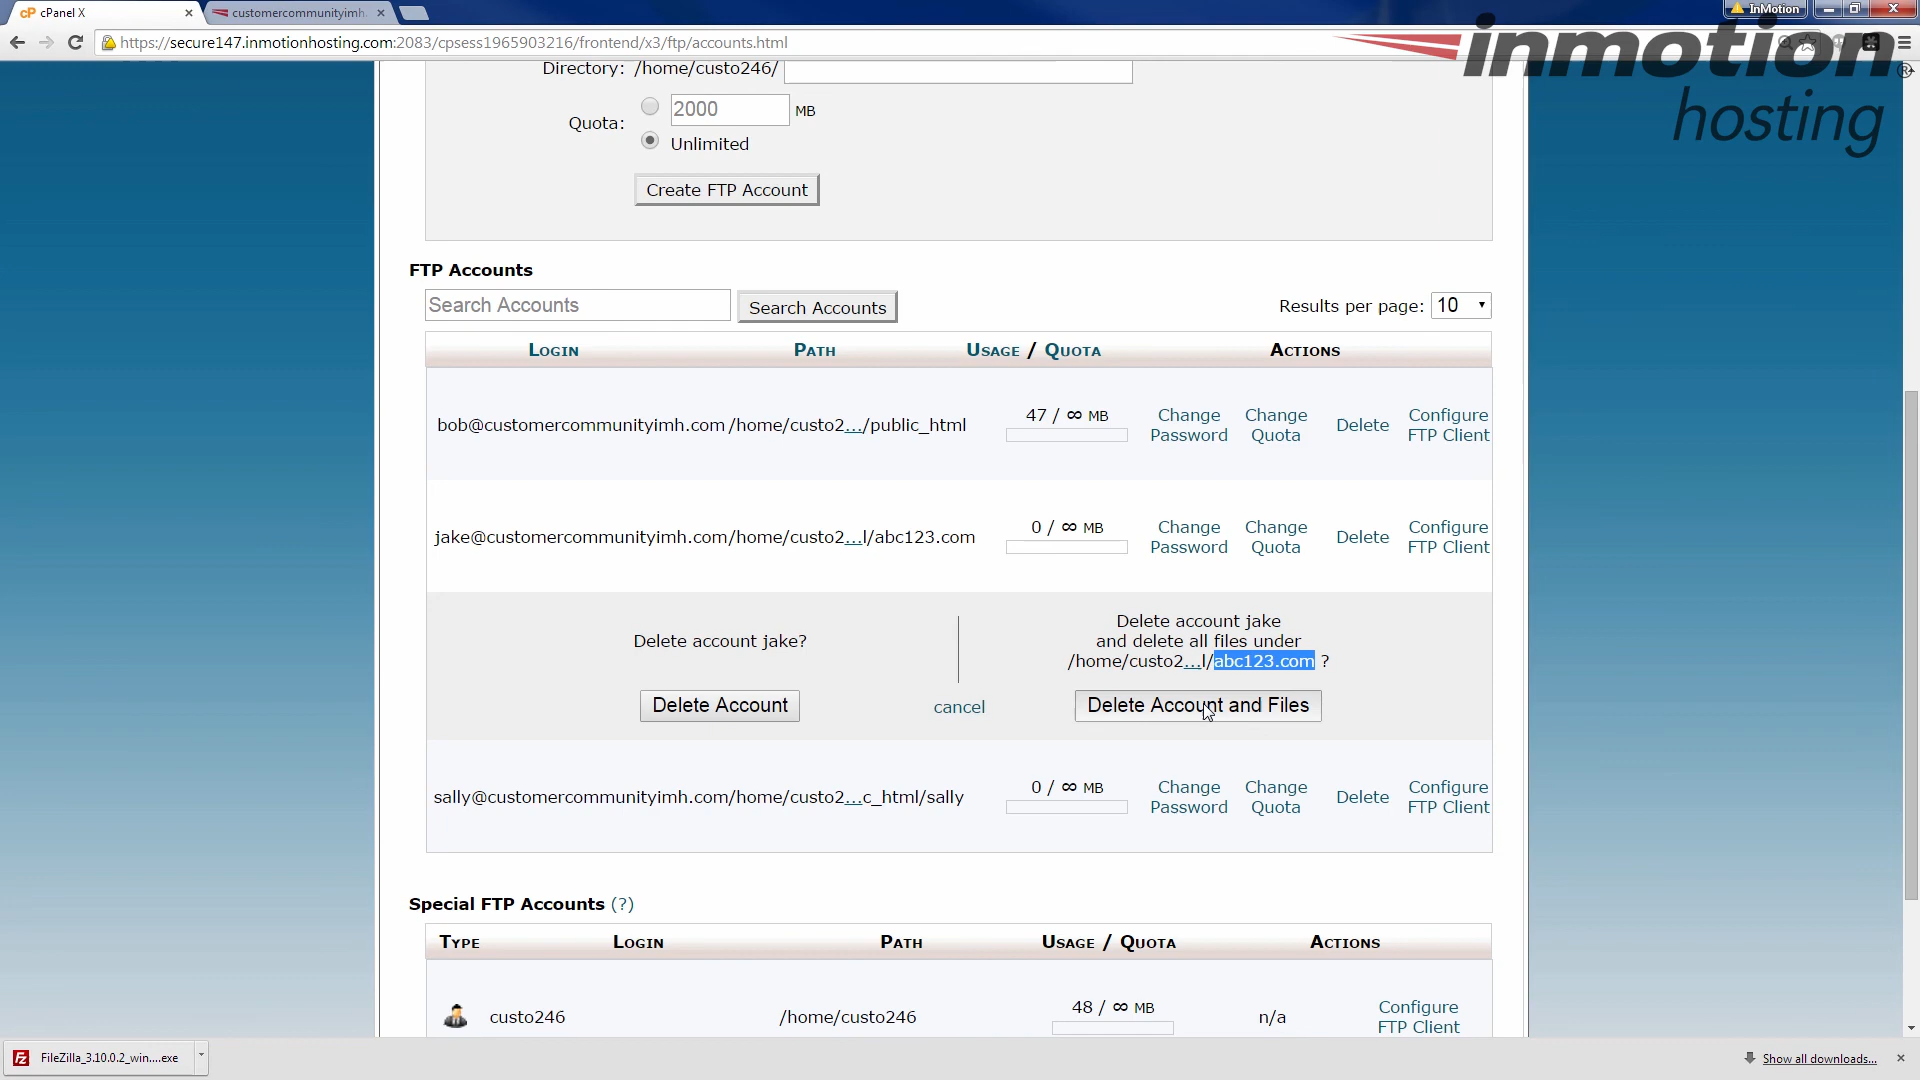 cPanel X
customercommunityimh.
InMotion
https://secure147.inmotionhosting.com:2083/cpsess1965903216/frontend/x3/ftp/accounts.html
inmotion
hosting
Directory: /home/custo246/
Quota:
2000 MB
Unlimited
Create FTP Account
FTP Accounts
Search Accounts Search Accounts Results per page: 10
LOGIN PATH USAGE / QUOTA ACTIONS
bob@customercommunityimh.com /home/custo2.../public_html 47 / ∞ MB Change Password Change Quota Delete Configure FTP Client
jake@customercommunityimh.com /home/custo2...l/abc123.com 0 / ∞ MB Change Password Change Quota Delete Configure FTP Client
Delete account jake?
Delete Account
cancel
Delete account jake
and delete all files under
/home/custo2...l/abc123.com ?
Delete Account and Files
sally@customercommunityimh.com /home/custo2...c_html/sally 0 / ∞ MB Change Password Change Quota Delete Configure FTP Client
Special FTP Accounts (?)
TYPE LOGIN PATH USAGE / QUOTA ACTIONS
custo246 /home/custo246 48 / ∞ MB n/a Configure FTP Client
FileZilla_3.10.0.2_win....exe
Show all downloads...